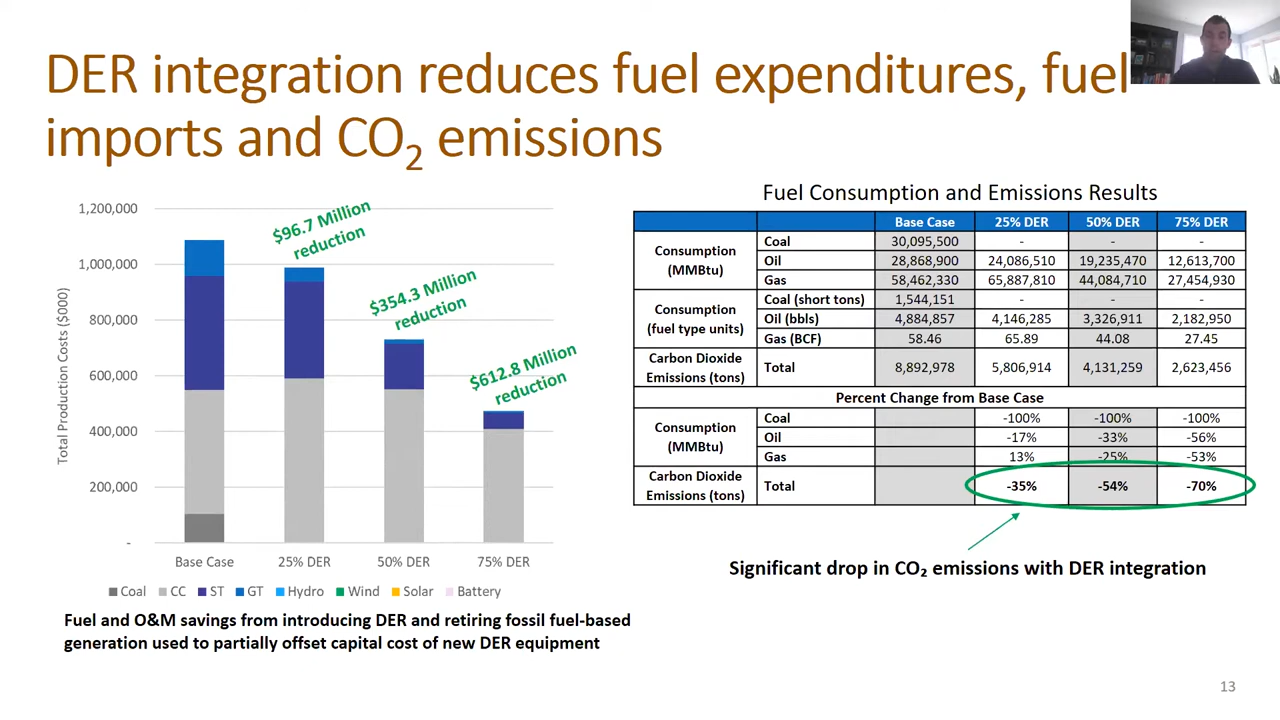 DER integration reduces fuel expenditures, fuel
imports and CO₂ emissions
Total Production Costs ($000)
1,200,000
1,000,000
800,000
600,000
400,000
200,000
-
$96.7 Million
reduction
$354.3 Million
reduction
$612.8 Million
reduction
Base Case 25% DER 50% DER 75% DER
Coal CC ST GT Hydro Wind Solar Battery
Fuel and O&M savings from introducing DER and retiring fossil fuel-based
generation used to partially offset capital cost of new DER equipment
Fuel Consumption and Emissions Results
Base Case 25% DER 50% DER 75% DER
Consumption
(MMBtu)
Coal 30,095,500 - - -
Oil 28,868,900 24,086,510 19,235,470 12,613,700
Gas 58,462,330 65,887,810 44,084,710 27,454,930
Consumption
(fuel type units)
Coal (short tons) 1,544,151 - - -
Oil (bbls) 4,884,857 4,146,285 3,326,911 2,182,950
Gas (BCF) 58.46 65.89 44.08 27.45
Carbon Dioxide
Emissions (tons)
Total 8,892,978 5,806,914 4,131,259 2,623,456
Percent Change from Base Case
Consumption
(MMBtu)
Coal -100% -100% -100%
Oil -17% -33% -56%
Gas 13% -25% -53%
Carbon Dioxide
Emissions (tons)
Total -35% -54% -70%
Significant drop in CO₂ emissions with DER integration
13